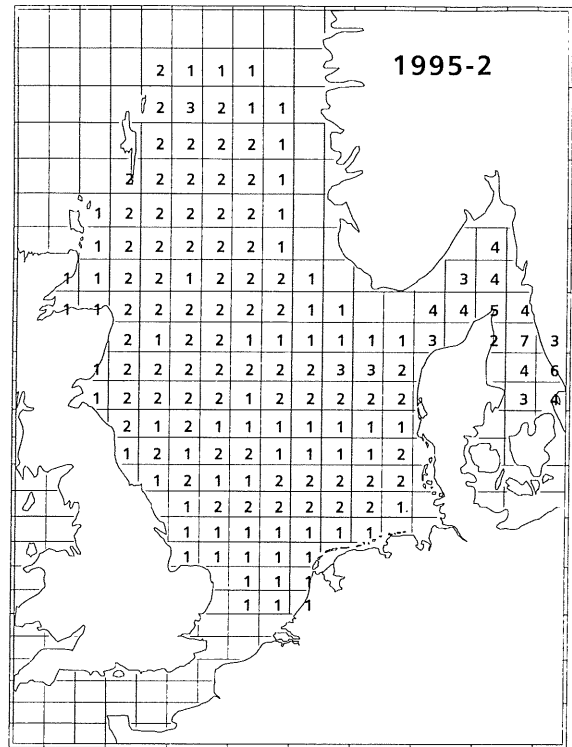 1995-2
2 1 1 1
2 3 2 1 1
2 2 2 2 1
2 2 2 2 2 1
1 2 2 2 2 2 1
1 2 2 2 2 2 1 4
1 1 2 2 1 2 2 2 1 3 4
1 1 2 2 2 2 2 2 1 1 4 4 5 4
2 1 2 2 1 1 1 1 1 1 3 2 7 3
1 2 2 2 2 2 2 2 3 3 2 4 6
1 2 2 2 2 1 2 2 2 2 2 3 4
2 1 2 1 1 1 1 1 1 1
1 2 1 2 2 1 1 1 1 2
1 2 1 1 2 2 2 2 2
1 2 2 2 2 2 2 1
1 1 1 1 1 1 1
1 1 1 1 1
1 1 1
1 1 1